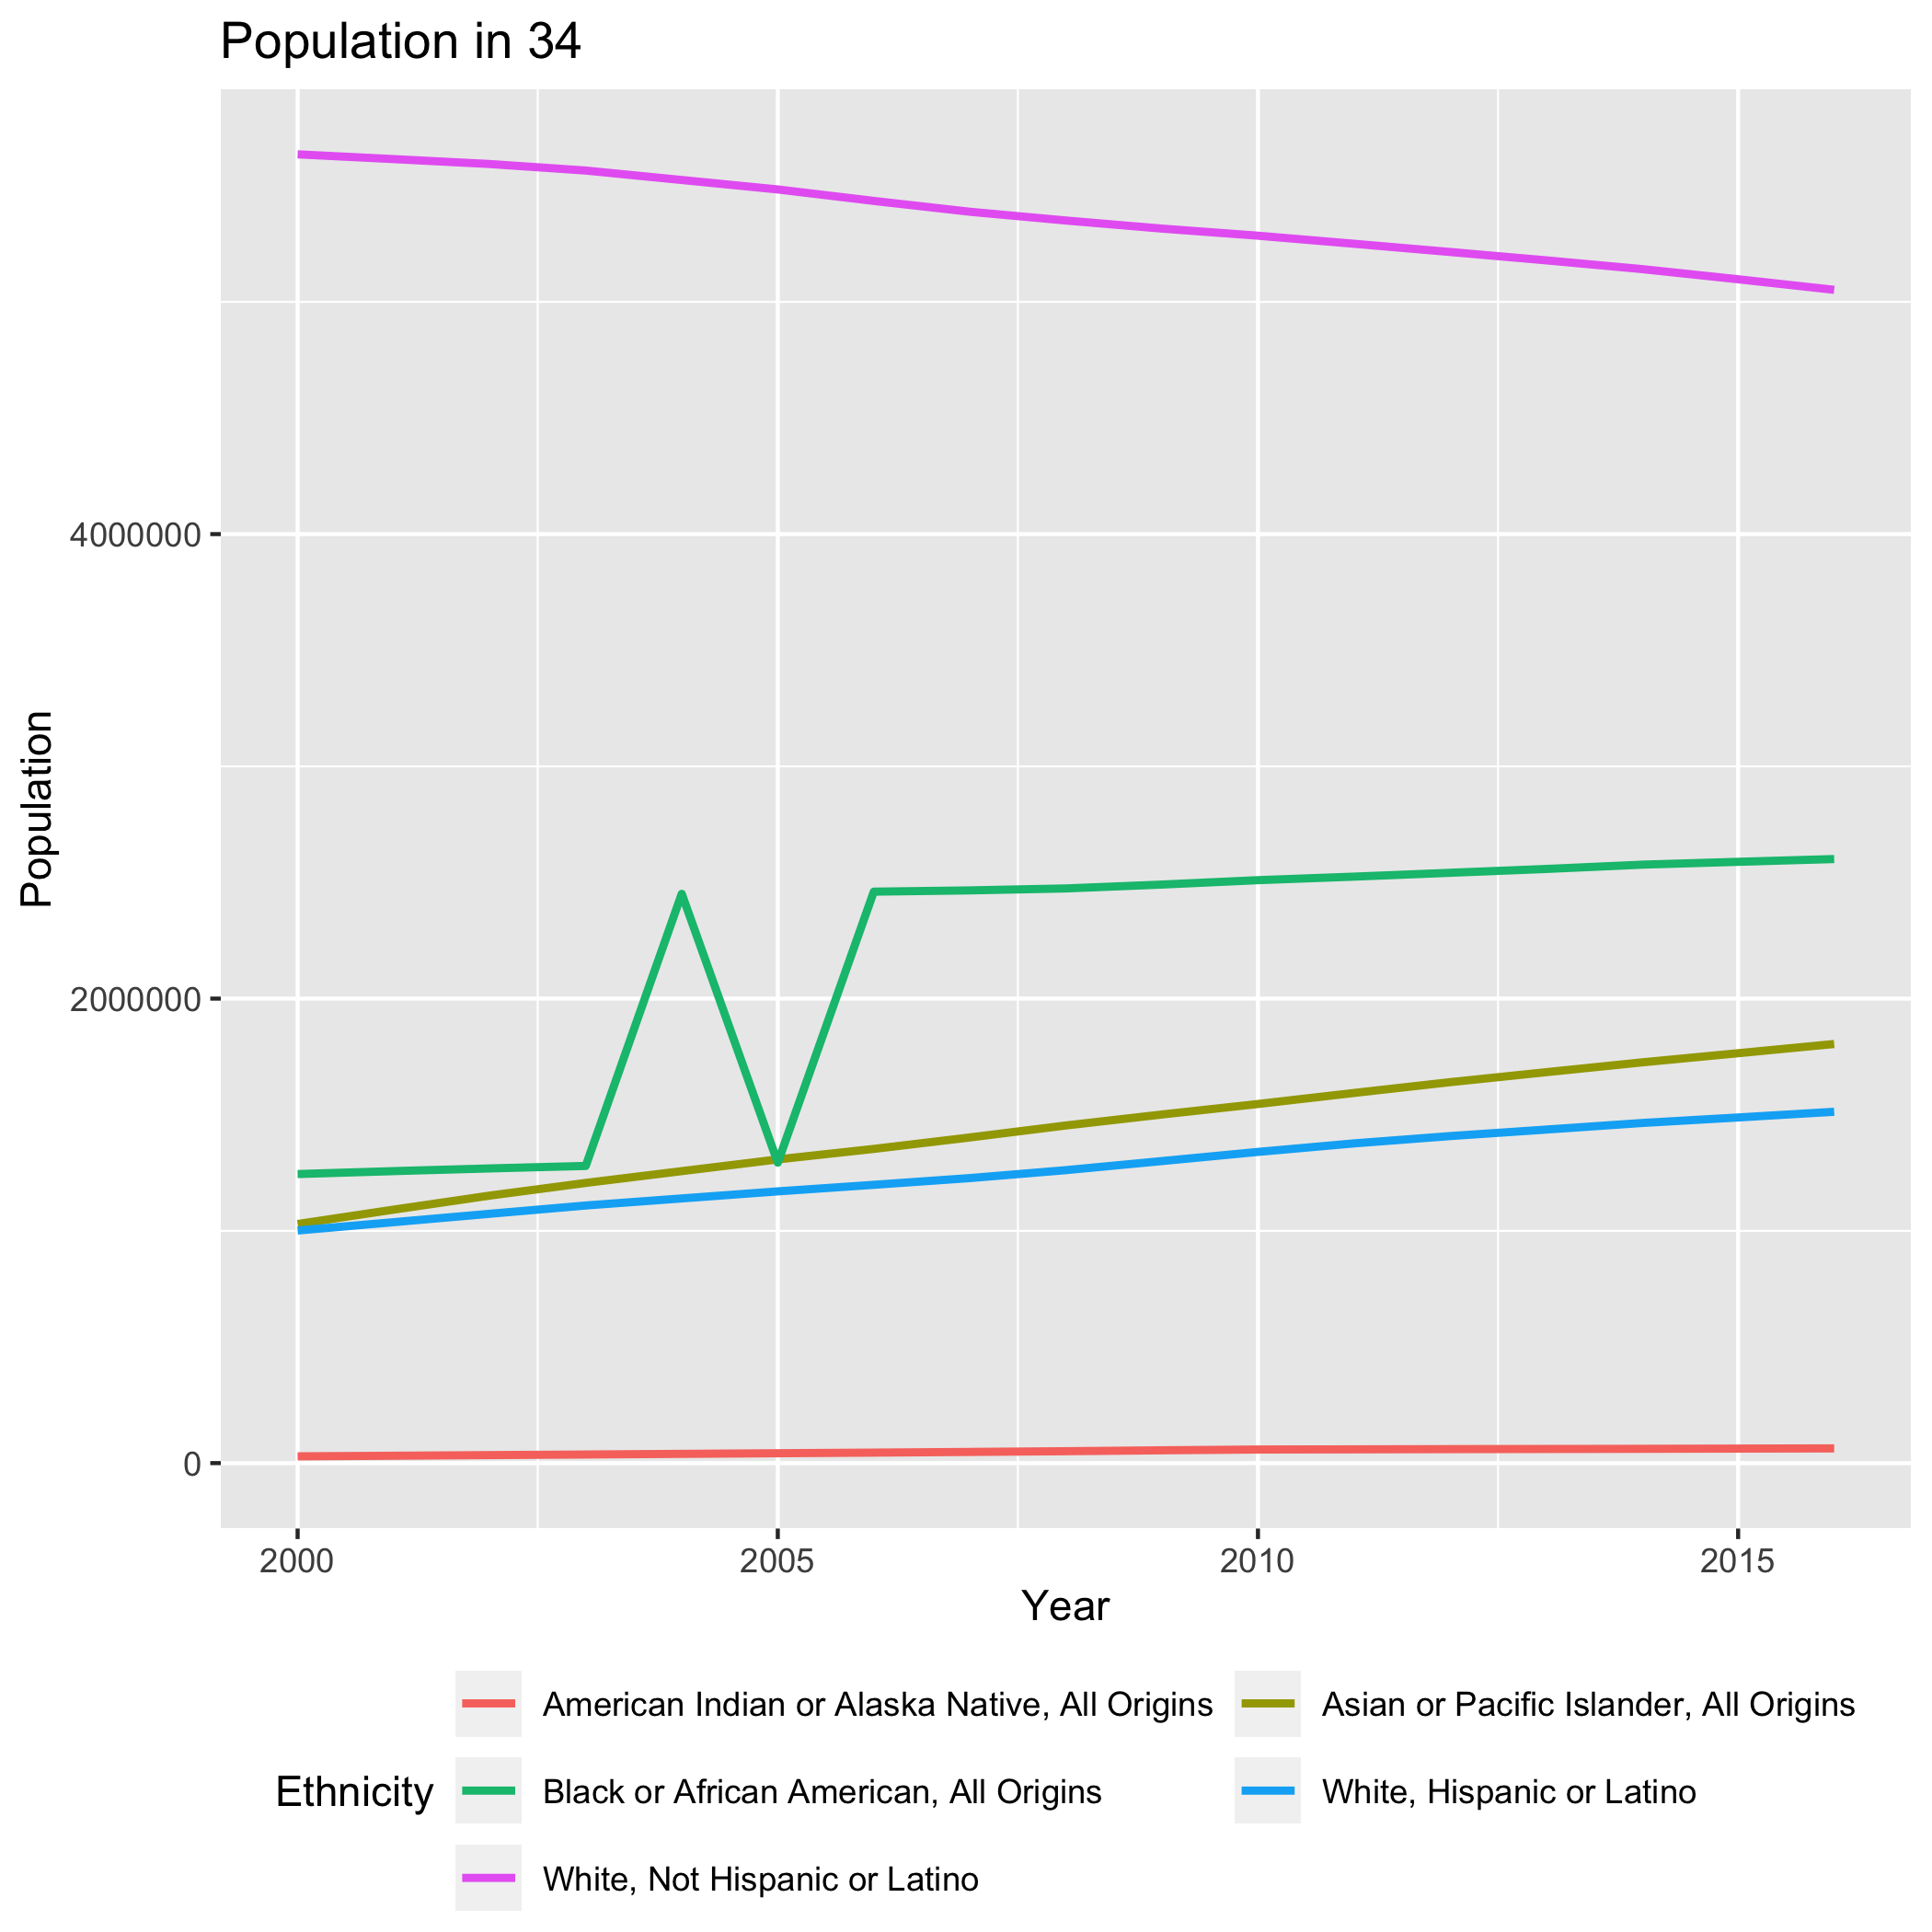 Population in 34
Population
4000000
2000000
0
2000 2005 2010 2015
Year
Ethnicity
American Indian or Alaska Native, All Origins
Asian or Pacific Islander, All Origins
Black or African American, All Origins
White, Hispanic or Latino
White, Not Hispanic or Latino